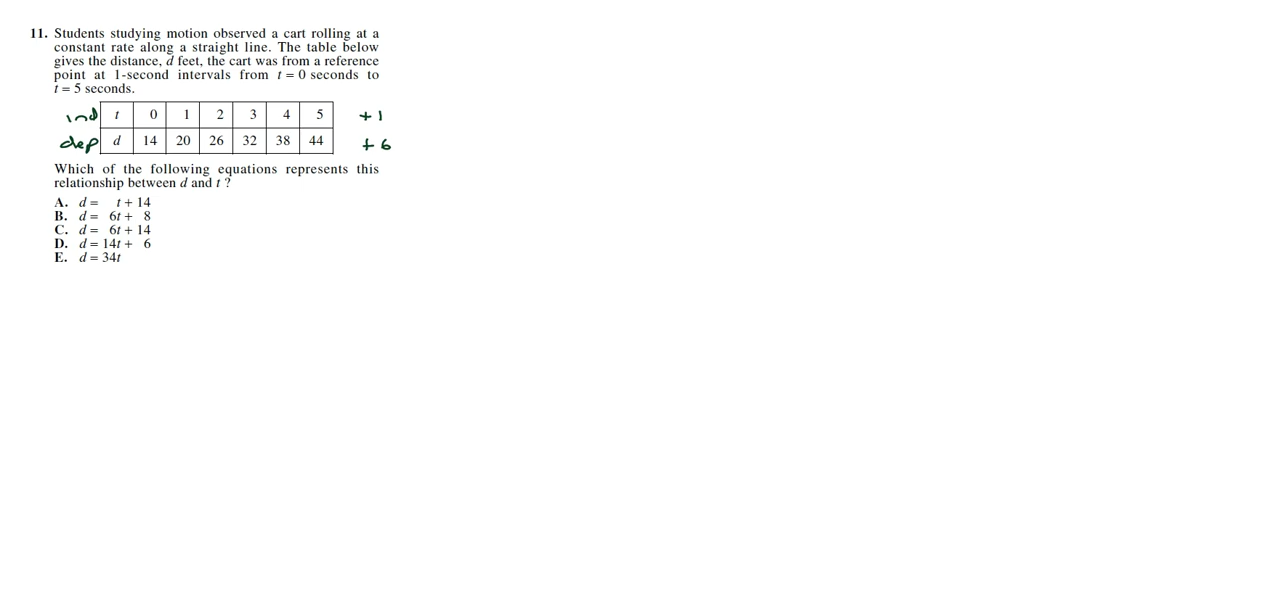 11. Students studying motion observed a cart rolling at a
constant rate along a straight line. The table below
gives the distance, d feet, the cart was from a reference
point at 1-second intervals from t = 0 seconds to
t = 5 seconds.
ind t 0 1 2 3 4 5 +1
dep d 14 20 26 32 38 44 +6
Which of the following equations represents this
relationship between d and t ?
A. d = t + 14
B. d = 6t + 8
C. d = 6t + 14
D. d = 14t + 6
E. d = 34t